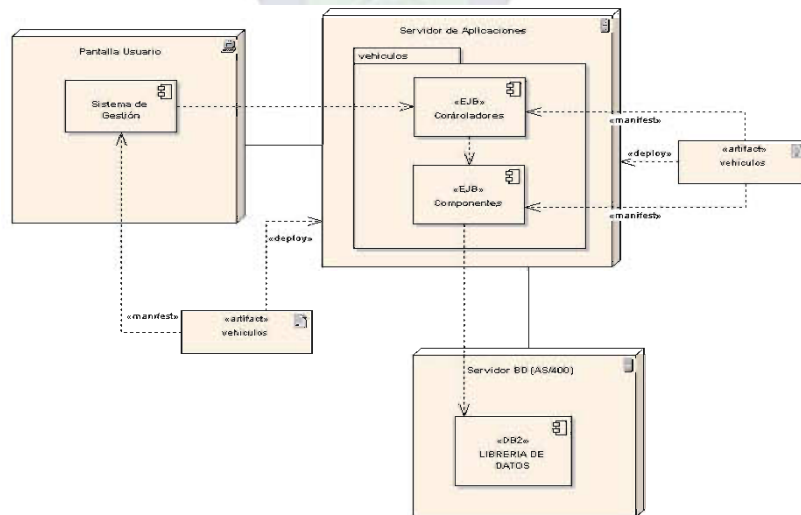 Pantalla Usuario
Sistema de
Gestión
Servidor de Aplicaciones
vehiculos
«EJB»
Controladores
«EJB»
Componentes
«manifest»
«deploy»
«manifest»
«artifact»
vehiculos
«deploy»
«manifest»
«artifact»
vehiculos
Servidor BD (AS/400)
«DB2»
LIBRERIA DE
DATOS